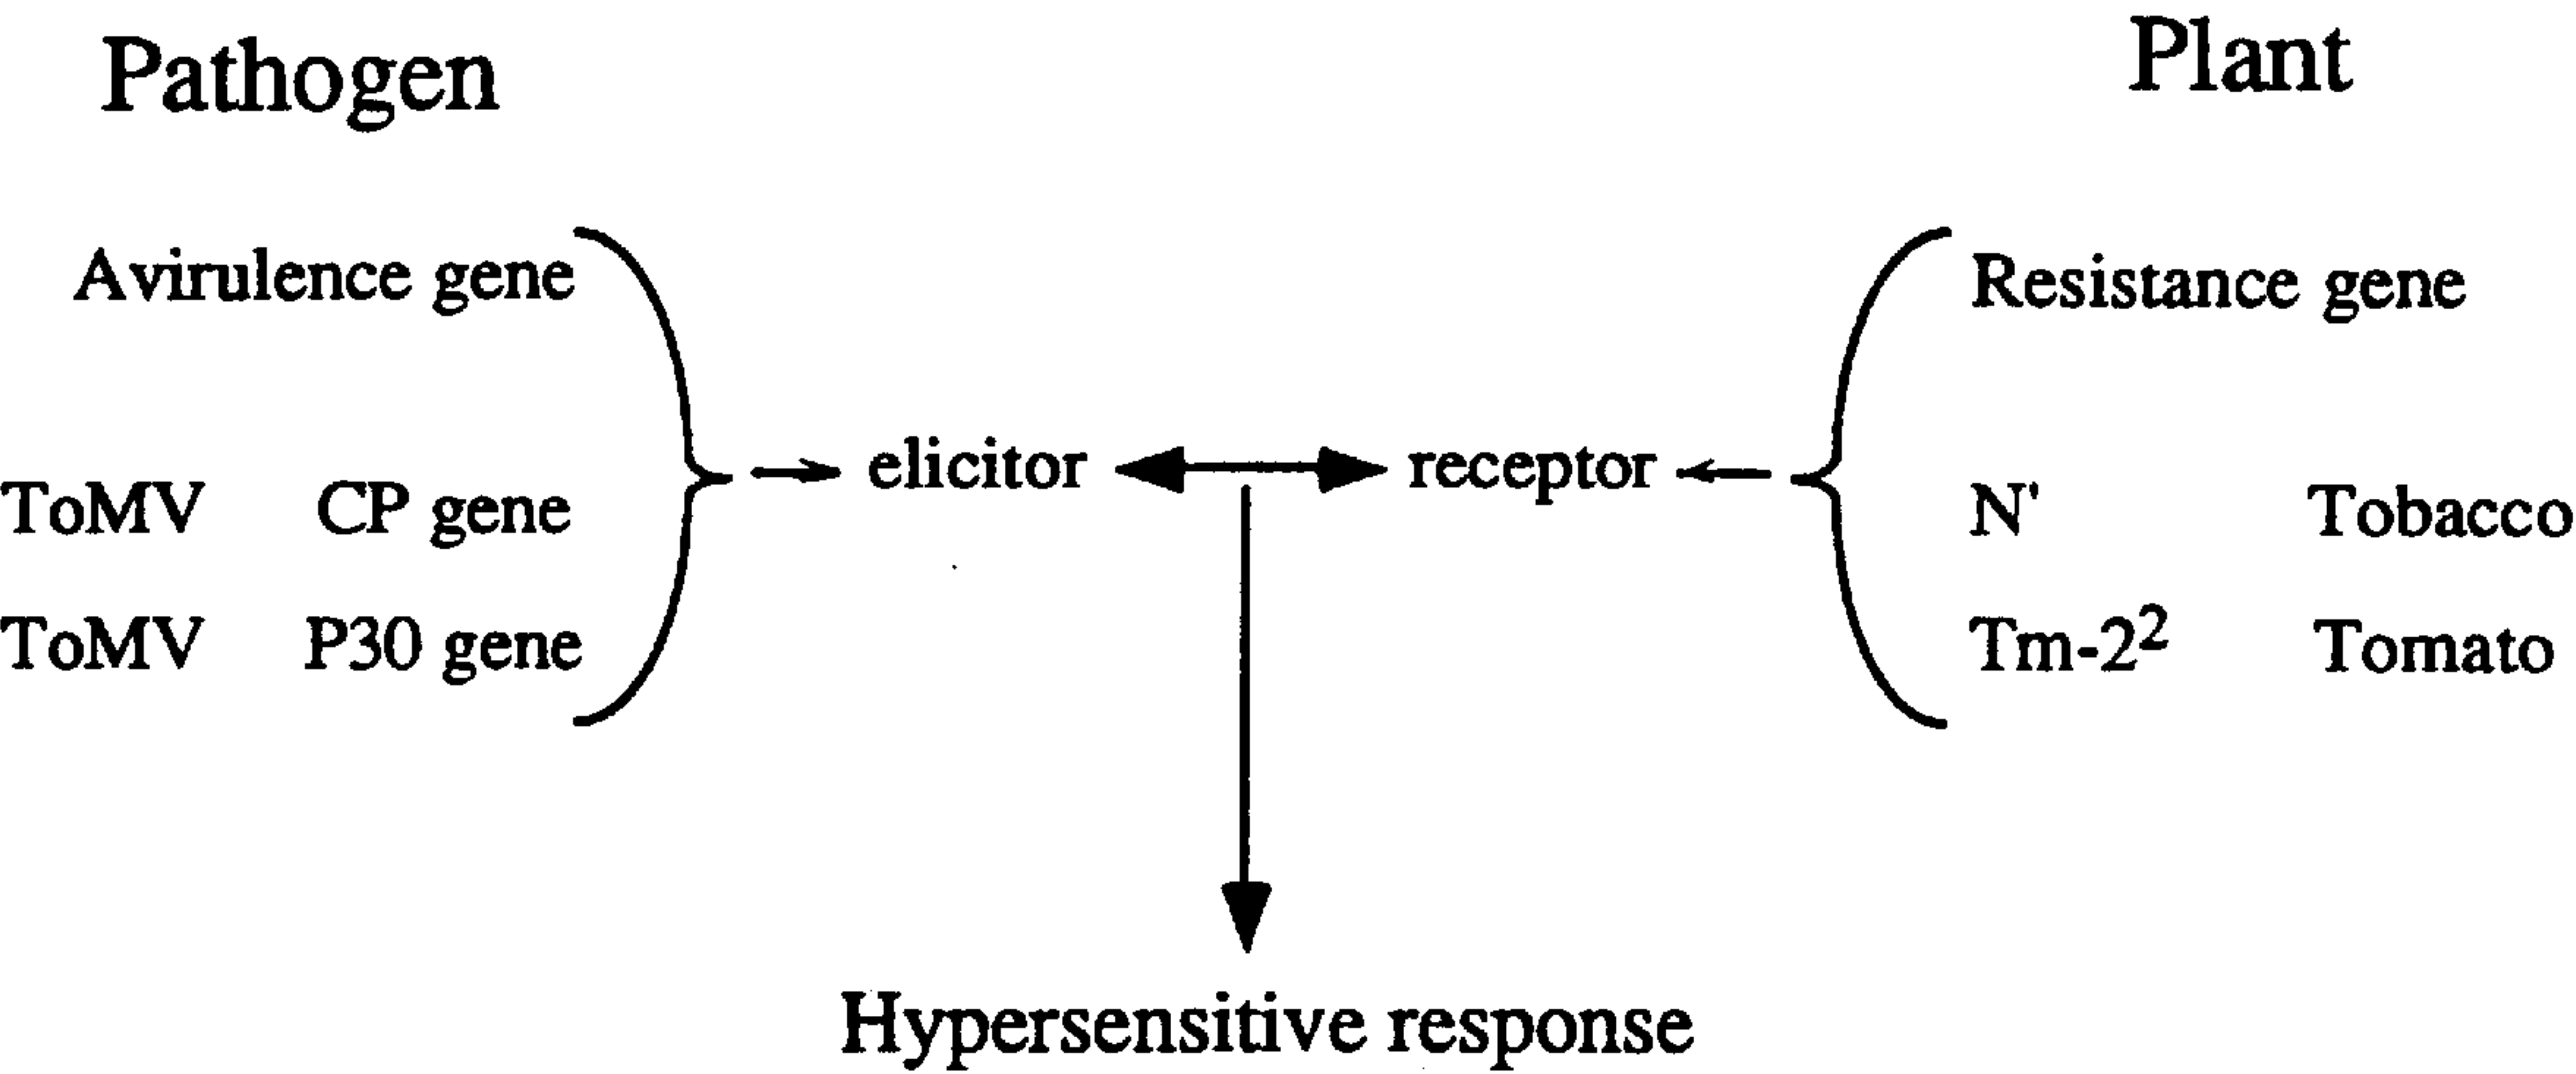 Pathogen
Plant
Avirulence gene
Resistance gene
elicitor
receptor
ToMV CP gene
N' Tobacco
ToMV P30 gene
Tm-2² Tomato
Hypersensitive response